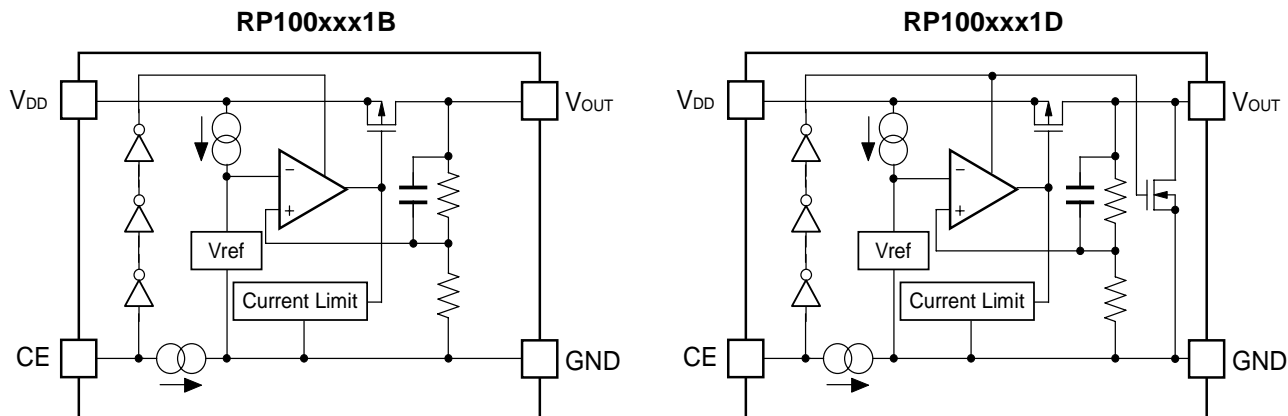 RP100xxx1B
VDD
VOUT
−
+
Vref
Current Limit
CE
GND
RP100xxx1D
VDD
VOUT
−
+
Vref
Current Limit
CE
GND